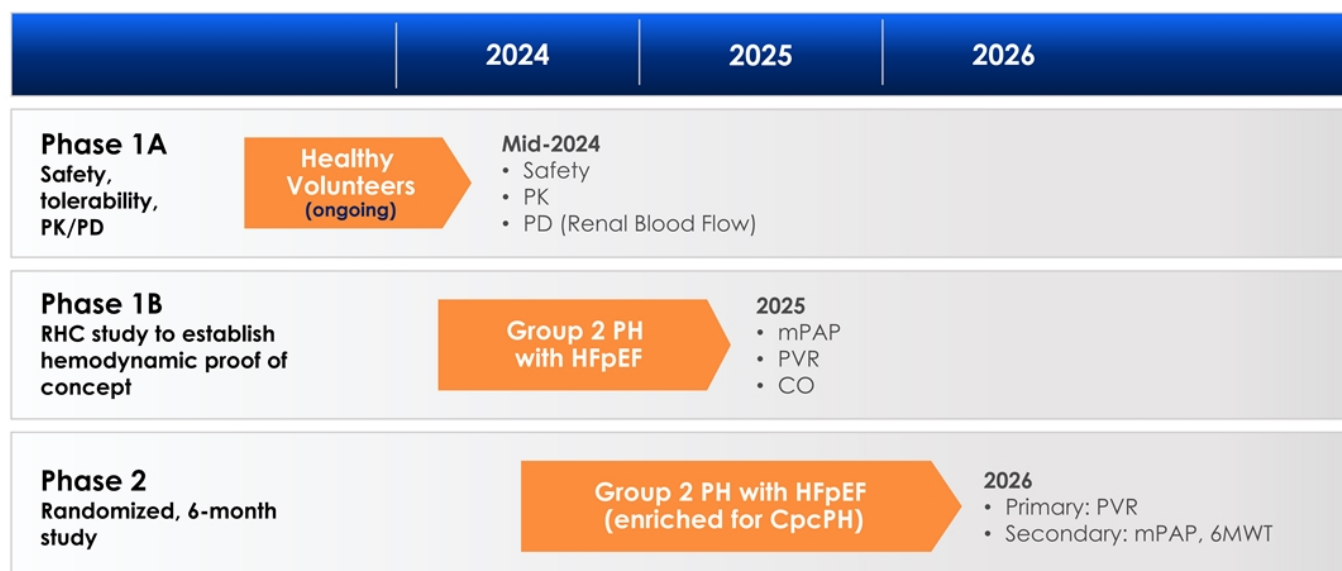 2024
2025
2026
Phase 1A
Safety,
tolerability,
PK/PD
Healthy
Volunteers
(ongoing)
Mid-2024
• Safety
• PK
• PD (Renal Blood Flow)
Phase 1B
RHC study to establish
hemodynamic proof of
concept
Group 2 PH
with HFpEF
2025
• mPAP
• PVR
• CO
Phase 2
Randomized, 6-month
study
Group 2 PH with HFpEF
(enriched for CpcPH)
2026
• Primary: PVR
• Secondary: mPAP, 6MWT